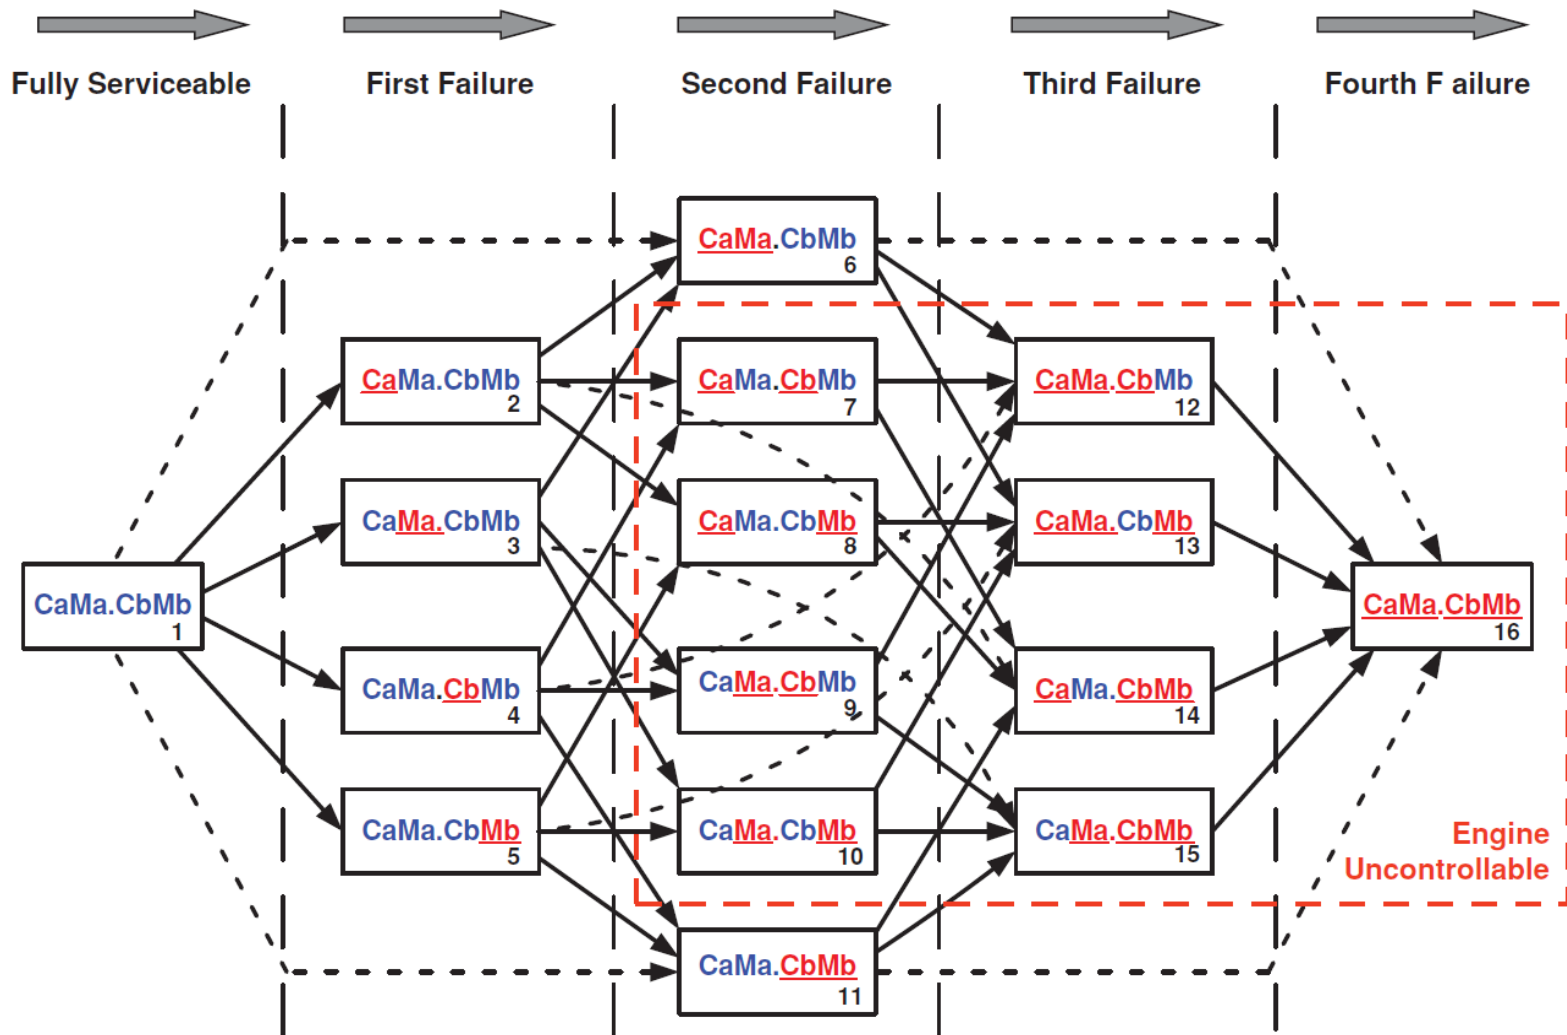 Fully Serviceable
First Failure
Second Failure
Third Failure
Fourth F ailure
CaMa.CbMb
1
CaMa.CbMb
2
CaMa.CbMb
3
CaMa.CbMb
4
CaMa.CbMb
5
CaMa.CbMb
6
CaMa.CbMb
7
CaMa.CbMb
8
CaMa.CbMb
9
CaMa.CbMb
10
CaMa.CbMb
11
CaMa.CbMb
12
CaMa.CbMb
13
CaMa.CbMb
14
CaMa.CbMb
15
CaMa.CbMb
16
Engine
Uncontrollable